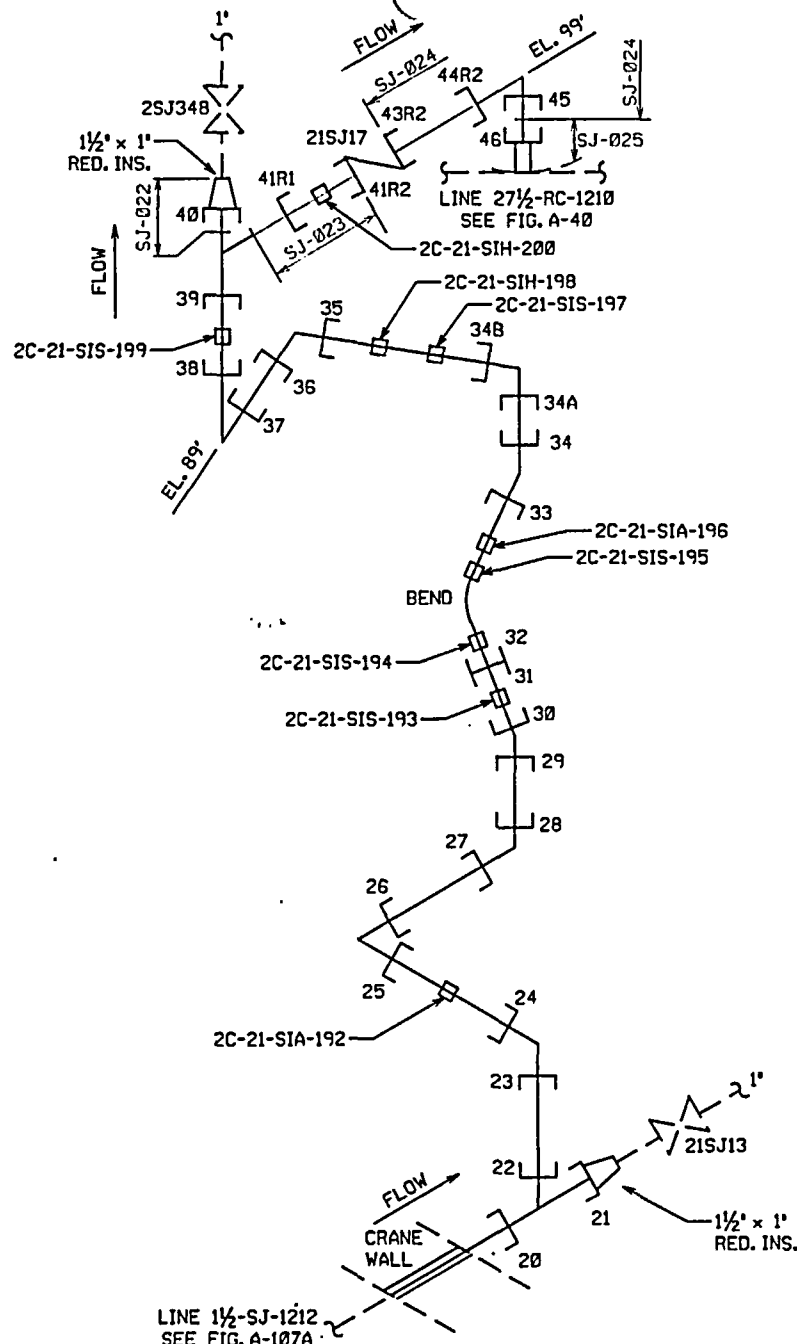 1"
FLOW
EL. 99'
SJ-024
SJ-024
44R2
45
2SJ348
43R2
1½" x 1"
RED. INS.
21SJ17
46
SJ-025
41R1
41R2
LINE 27½-RC-1210
SEE FIG. A-40
SJ-022
40
SJ-023
2C-21-SIH-200
FLOW
2C-21-SIH-198
39
35
2C-21-SIS-197
34B
2C-21-SIS-199
38
36
34A
37
34
EL. 89'
33
2C-21-SIA-196
2C-21-SIS-195
BEND
32
2C-21-SIS-194
31
2C-21-SIS-193
30
29
28
27
26
25
24
2C-21-SIA-192
23
1"
21SJ13
22
FLOW
21
1½" x 1"
RED. INS.
CRANE
WALL
20
LINE 1½-SJ-1212
SEE FIG. A-107A